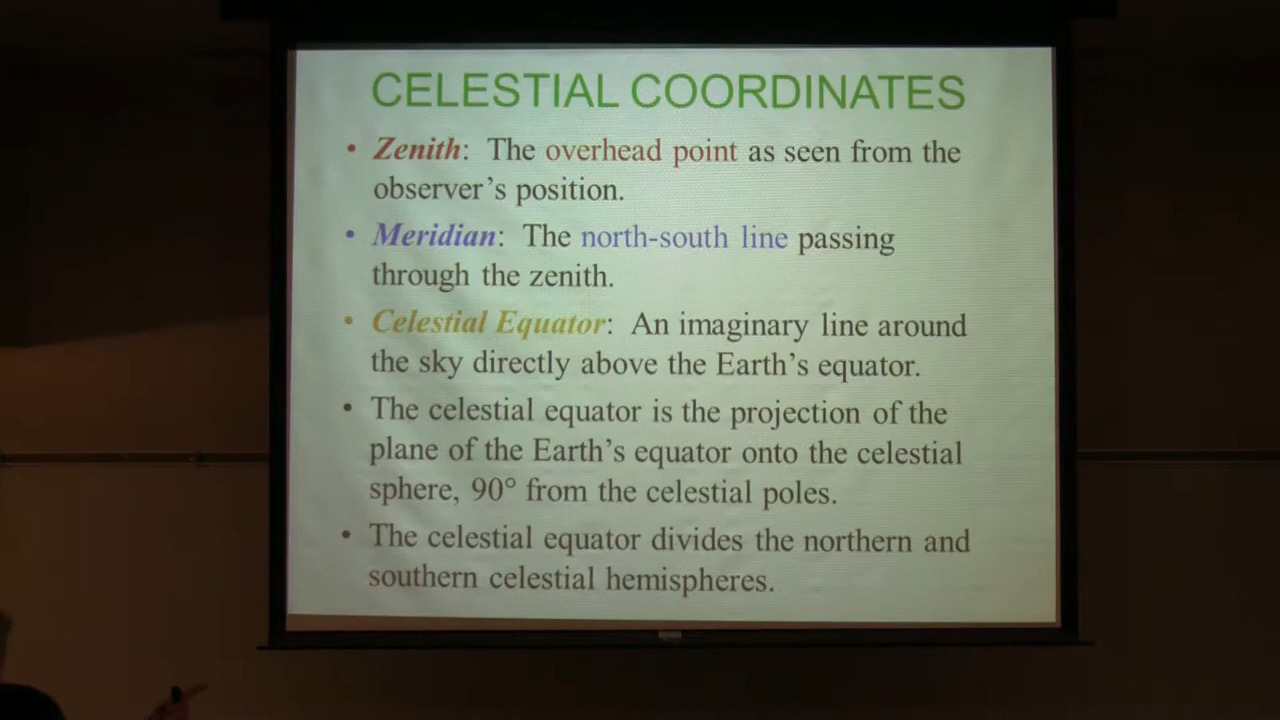 CELESTIAL COORDINATES
• Zenith: The overhead point as seen from the
observer's position.
• Meridian: The north-south line passing
through the zenith.
• Celestial Equator: An imaginary line around
the sky directly above the Earth's equator.
• The celestial equator is the projection of the
plane of the Earth's equator onto the celestial
sphere, 90° from the celestial poles.
• The celestial equator divides the northern and
southern celestial hemispheres.